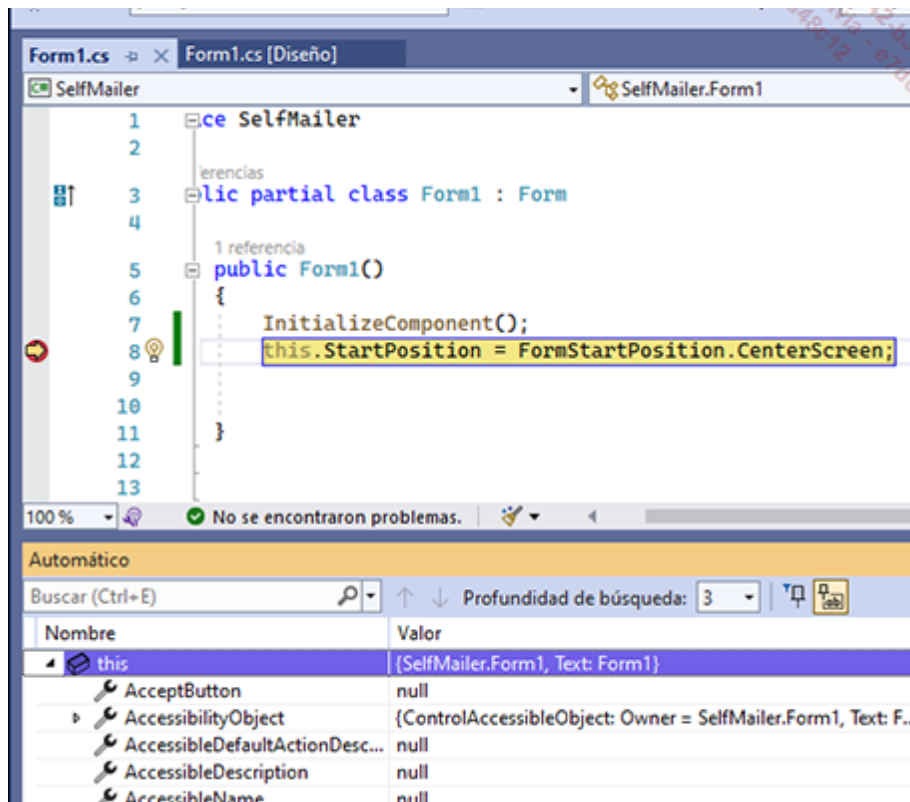 Form1.cs Form1.cs [Diseño]
SelfMailer SelfMailer.Form1
1 ce SelfMailer
2
erencias
3 lic partial class Form1 : Form
4
1 referencia
5 public Form1()
6 {
7 InitializeComponent();
8 this.StartPosition = FormStartPosition.CenterScreen;
9
10
11 }
12
13
100 % No se encontraron problemas.
Automático
Buscar (Ctrl+E) Profundidad de búsqueda: 3
Nombre Valor
this {SelfMailer.Form1, Text: Form1}
AcceptButton null
AccessibilityObject {ControlAccessibleObject: Owner = SelfMailer.Form1, Text: F...
AccessibleDefaultActionDesc... null
AccessibleDescription null
AccessibleName null